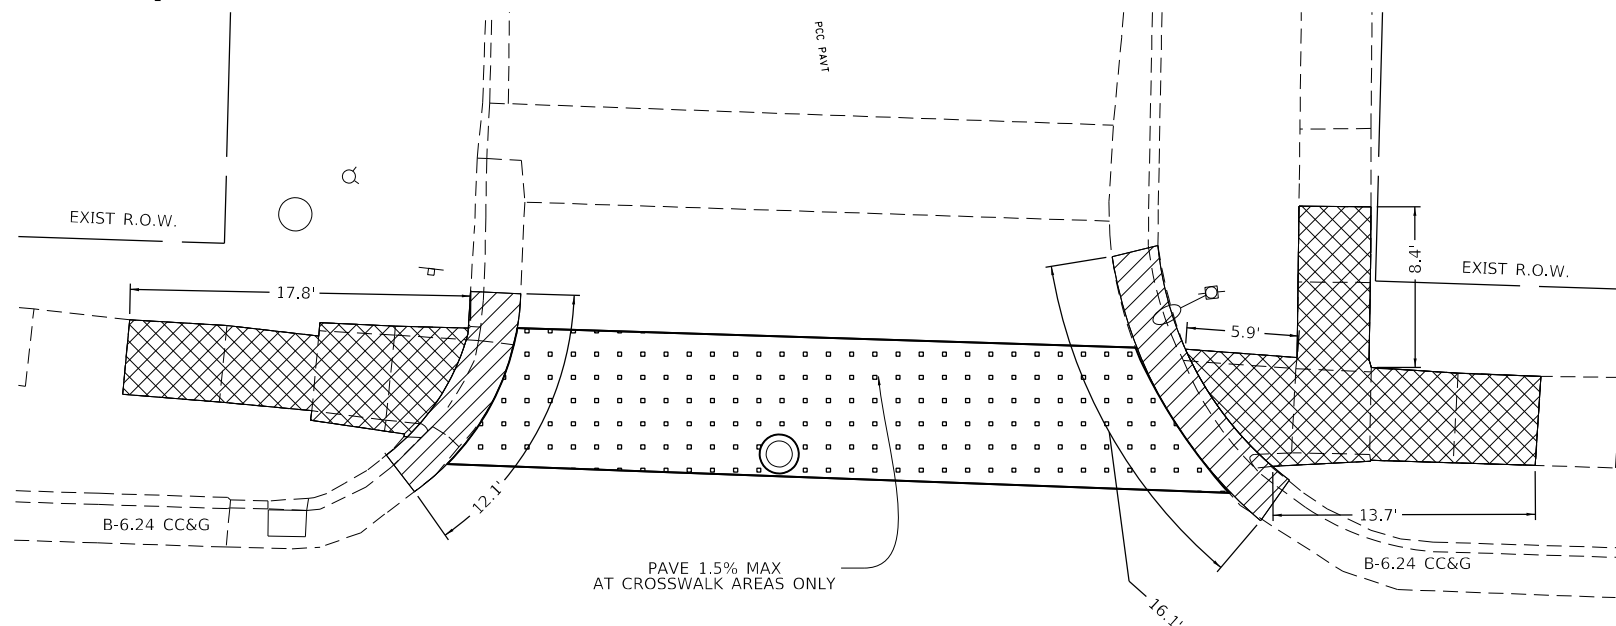 PCC PAVT
EXIST R.O.W.
17.8'
8.4'
EXIST R.O.W.
5.9'
12.1'
13.7'
B-6.24 CC&G
PAVE 1.5% MAX
AT CROSSWALK AREAS ONLY
B-6.24 CC&G
16.1'